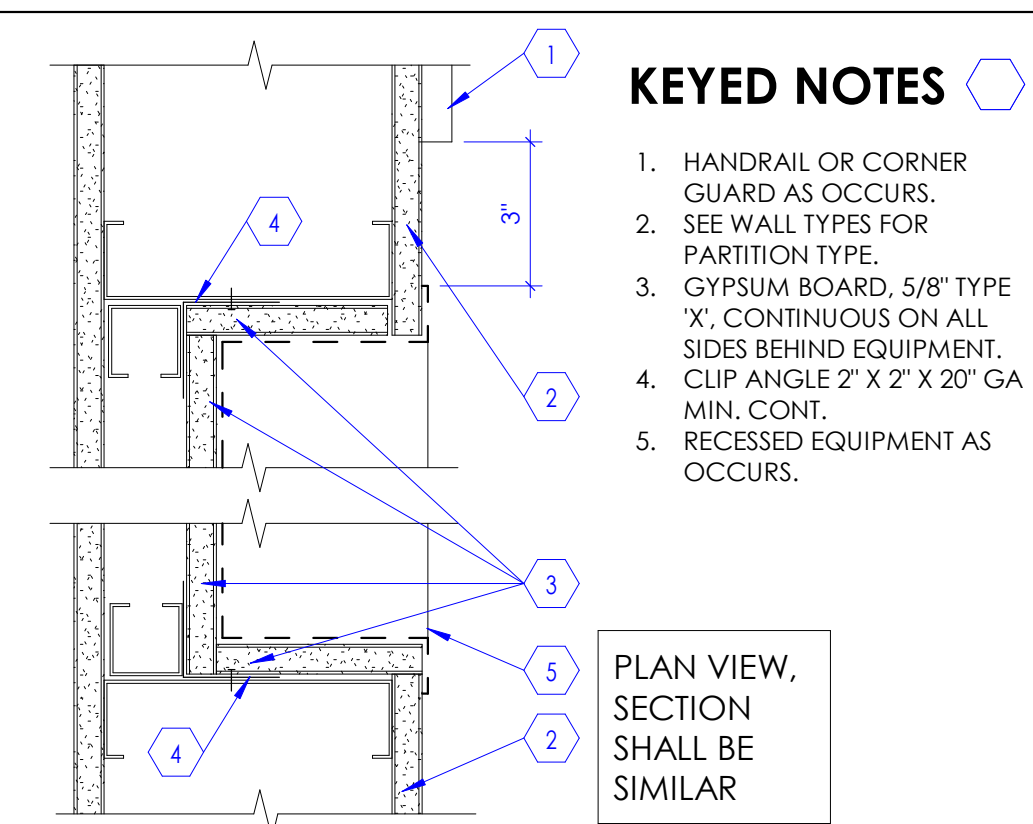 KEYED NOTES
1. HANDRAIL OR CORNER
GUARD AS OCCURS.
2. SEE WALL TYPES FOR
PARTITION TYPE.
3. GYPSUM BOARD, 5/8" TYPE
'X', CONTINUOUS ON ALL
SIDES BEHIND EQUIPMENT.
4. CLIP ANGLE 2" X 2" X 20" GA
MIN. CONT.
5. RECESSED EQUIPMENT AS
OCCURS.
1
4
3"
2
3
5
2
4
PLAN VIEW,
SECTION
SHALL BE
SIMILAR